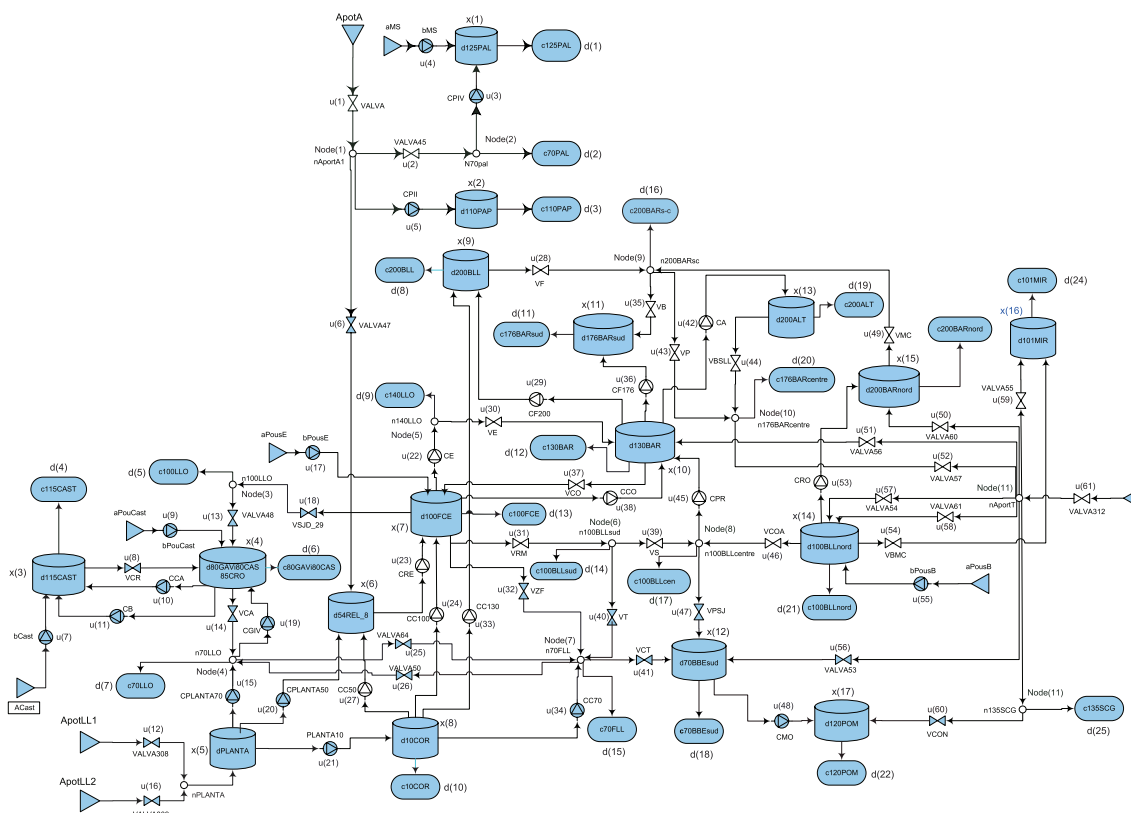 ApotA
aMS
bMS
u(4)
x(1)
d125PAL
c125PAL
d(1)
u(1)
VALVA
CPIV
u(3)
Node(1)
nAportA1
VALVA45
u(2)
Node(2)
N70pal
c70PAL
d(2)
CPII
u(5)
x(2)
d110PAP
c110PAP
d(3)
d(16)
c200BARs-c
x(9)
d200BLL
c200BLL
d(8)
u(28)
VF
Node(9)
n200BARsc
u(6)
VALVA47
d(11)
c176BARsud
x(11)
d176BARsud
u(35)
VB
u(42)
CA
x(13)
d200ALT
d(19)
c200ALT
u(43)
VP
VBSLL
u(44)
u(49)
VMC
c200BARnord
c101MIR
d(24)
x(16)
d101MIR
u(36)
CF176
u(29)
CF200
d(20)
c176BARcentre
Node(10)
n176BARcentre
x(15)
d200BARnord
VALVA55
u(59)
d(9)
c140LLO
n140LLO
Node(5)
u(30)
VE
d130BAR
x(10)
d(12)
c130BAR
u(50)
VALVA60
u(51)
VALVA56
u(52)
VALVA57
aPousE
bPousE
u(17)
u(22)
CE
u(37)
VCO
CCO
u(38)
u(45)
CPR
CRO
u(53)
u(57)
VALVA54
VALVA61
u(58)
Node(11)
nAportT
u(61)
VALVA312
d(4)
c115CAST
d(5)
c100LLO
n100LLO
Node(3)
u(18)
VSJD_29
x(7)
d100FCE
c100FCE
d(13)
aPouCast
u(9)
bPouCast
u(13)
VALVA48
x(14)
d100BLLnord
u(54)
VBMC
VCOA
u(46)
Node(6)
n100BLLsud
u(31)
VRM
u(39)
VS
Node(8)
n100BLLcentre
x(3)
d115CAST
u(8)
VCR
x(4)
d80GAVi80CAS
85CRO
d(6)
c80GAVi80CAS
CCA
u(10)
CB
u(11)
VCA
u(14)
CGIV
u(19)
u(23)
CRE
x(6)
d54REL_8
u(24)
CC100
CC130
u(33)
u(32)
VZF
c100BLLsud
d(14)
c100BLLcen
d(17)
u(40)
VT
u(47)
VPSJ
bPousB
u(55)
aPousB
d(21)
c100BLLnord
bCast
u(7)
ACast
n70LLO
Node(4)
d(7)
c70LLO
u(15)
CPLANTA70
CPLANTA50
u(20)
VALVA64
u(25)
VALVA50
u(26)
CC50
u(27)
Node(7)
n70FLL
VCT
u(41)
x(12)
d70BBEsud
u(56)
VALVA53
ApotLL1
u(12)
VALVA308
x(5)
dPLANTA
PLANTA10
u(21)
x(8)
d10COR
CC70
u(34)
c70FLL
d(15)
c70BBEsud
d(18)
u(48)
CMO
x(17)
d120POM
u(60)
VCON
Node(11)
n135SCG
c135SCG
d(25)
ApotLL2
u(16)
nPLANTA
c10COR
d(10)
c120POM
d(22)